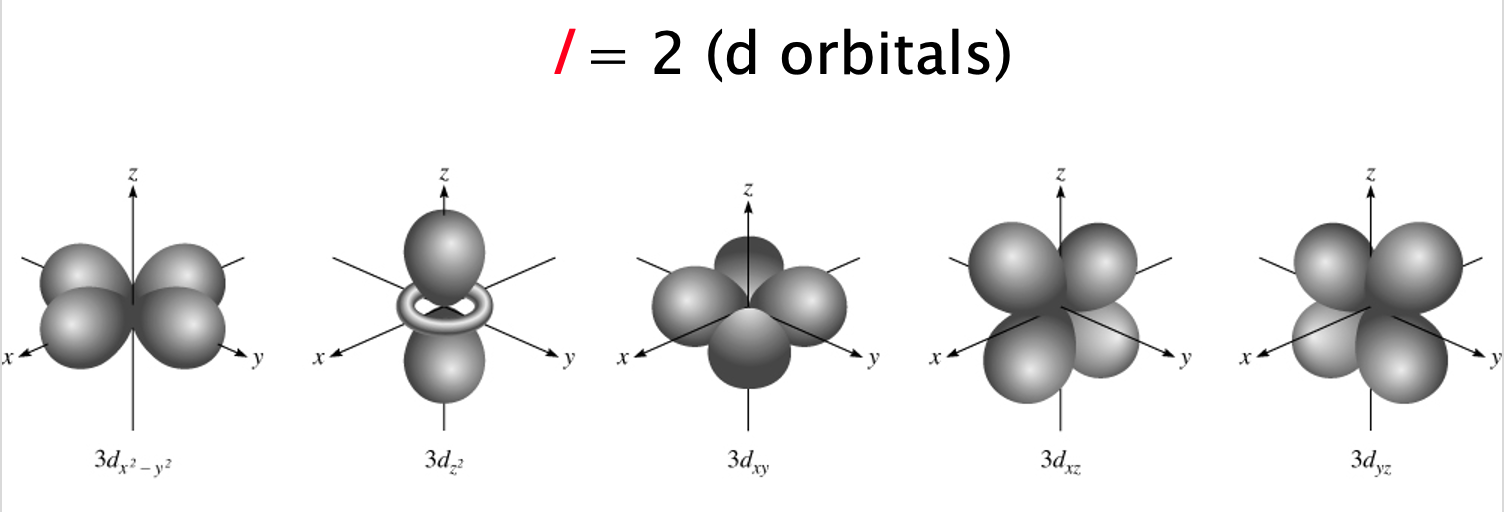 l = 2 (d orbitals)
z z z z z
x y x y x y x y x y
3dx² – y² 3dz² 3dxy 3dxz 3dyz